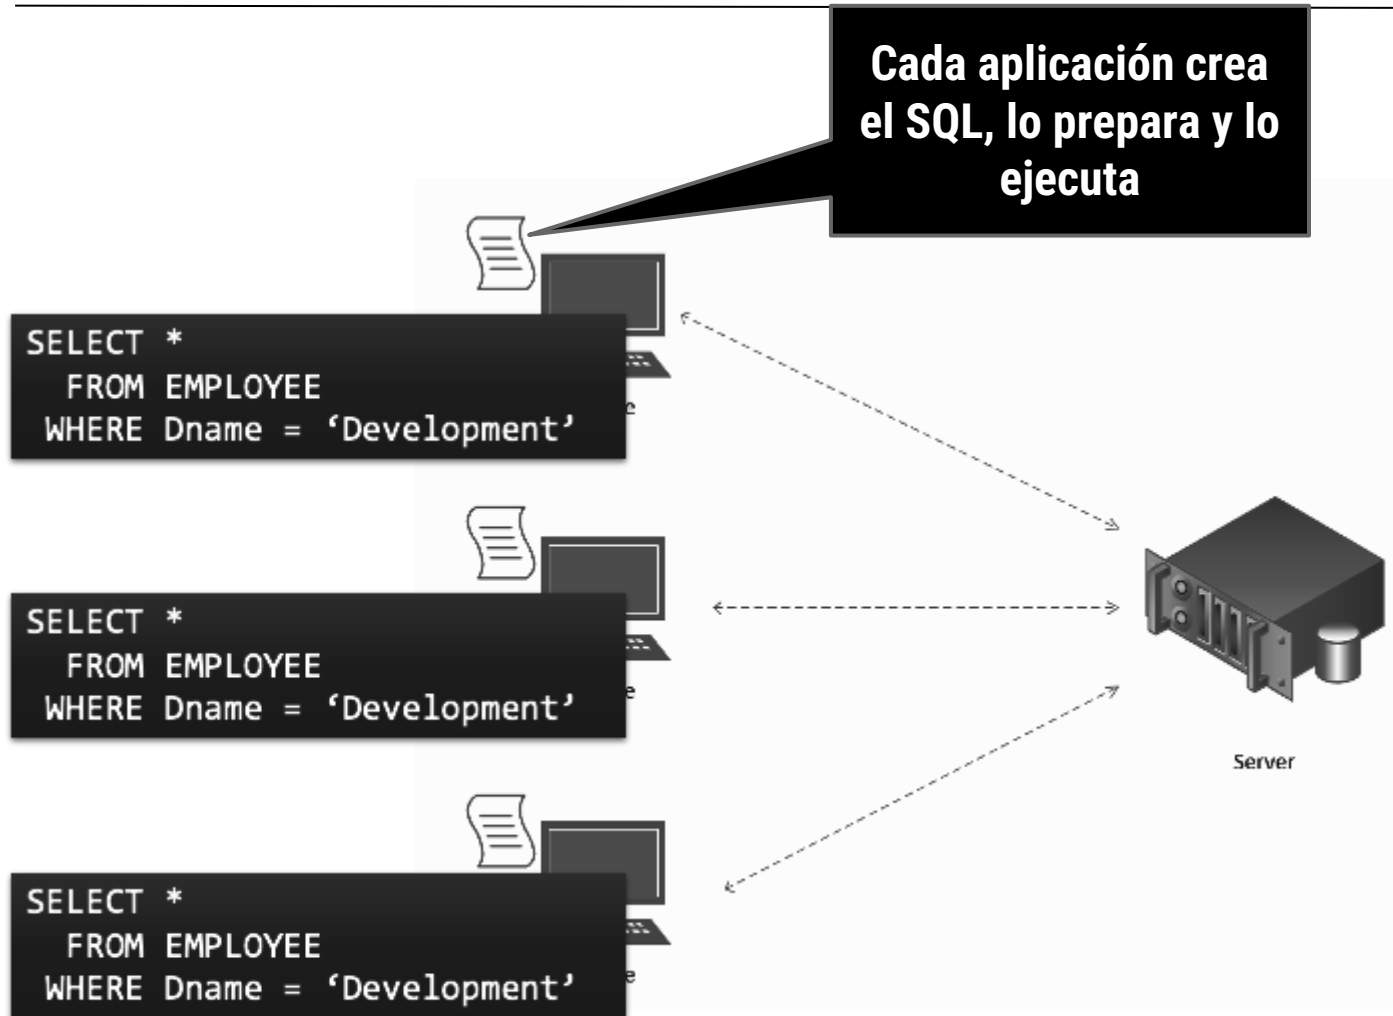 Cada aplicación crea
el SQL, lo prepara y lo
ejecuta
SELECT *
FROM EMPLOYEE
WHERE Dname = ‘Development’
SELECT *
FROM EMPLOYEE
WHERE Dname = ‘Development’
Server
SELECT *
FROM EMPLOYEE
WHERE Dname = ‘Development’